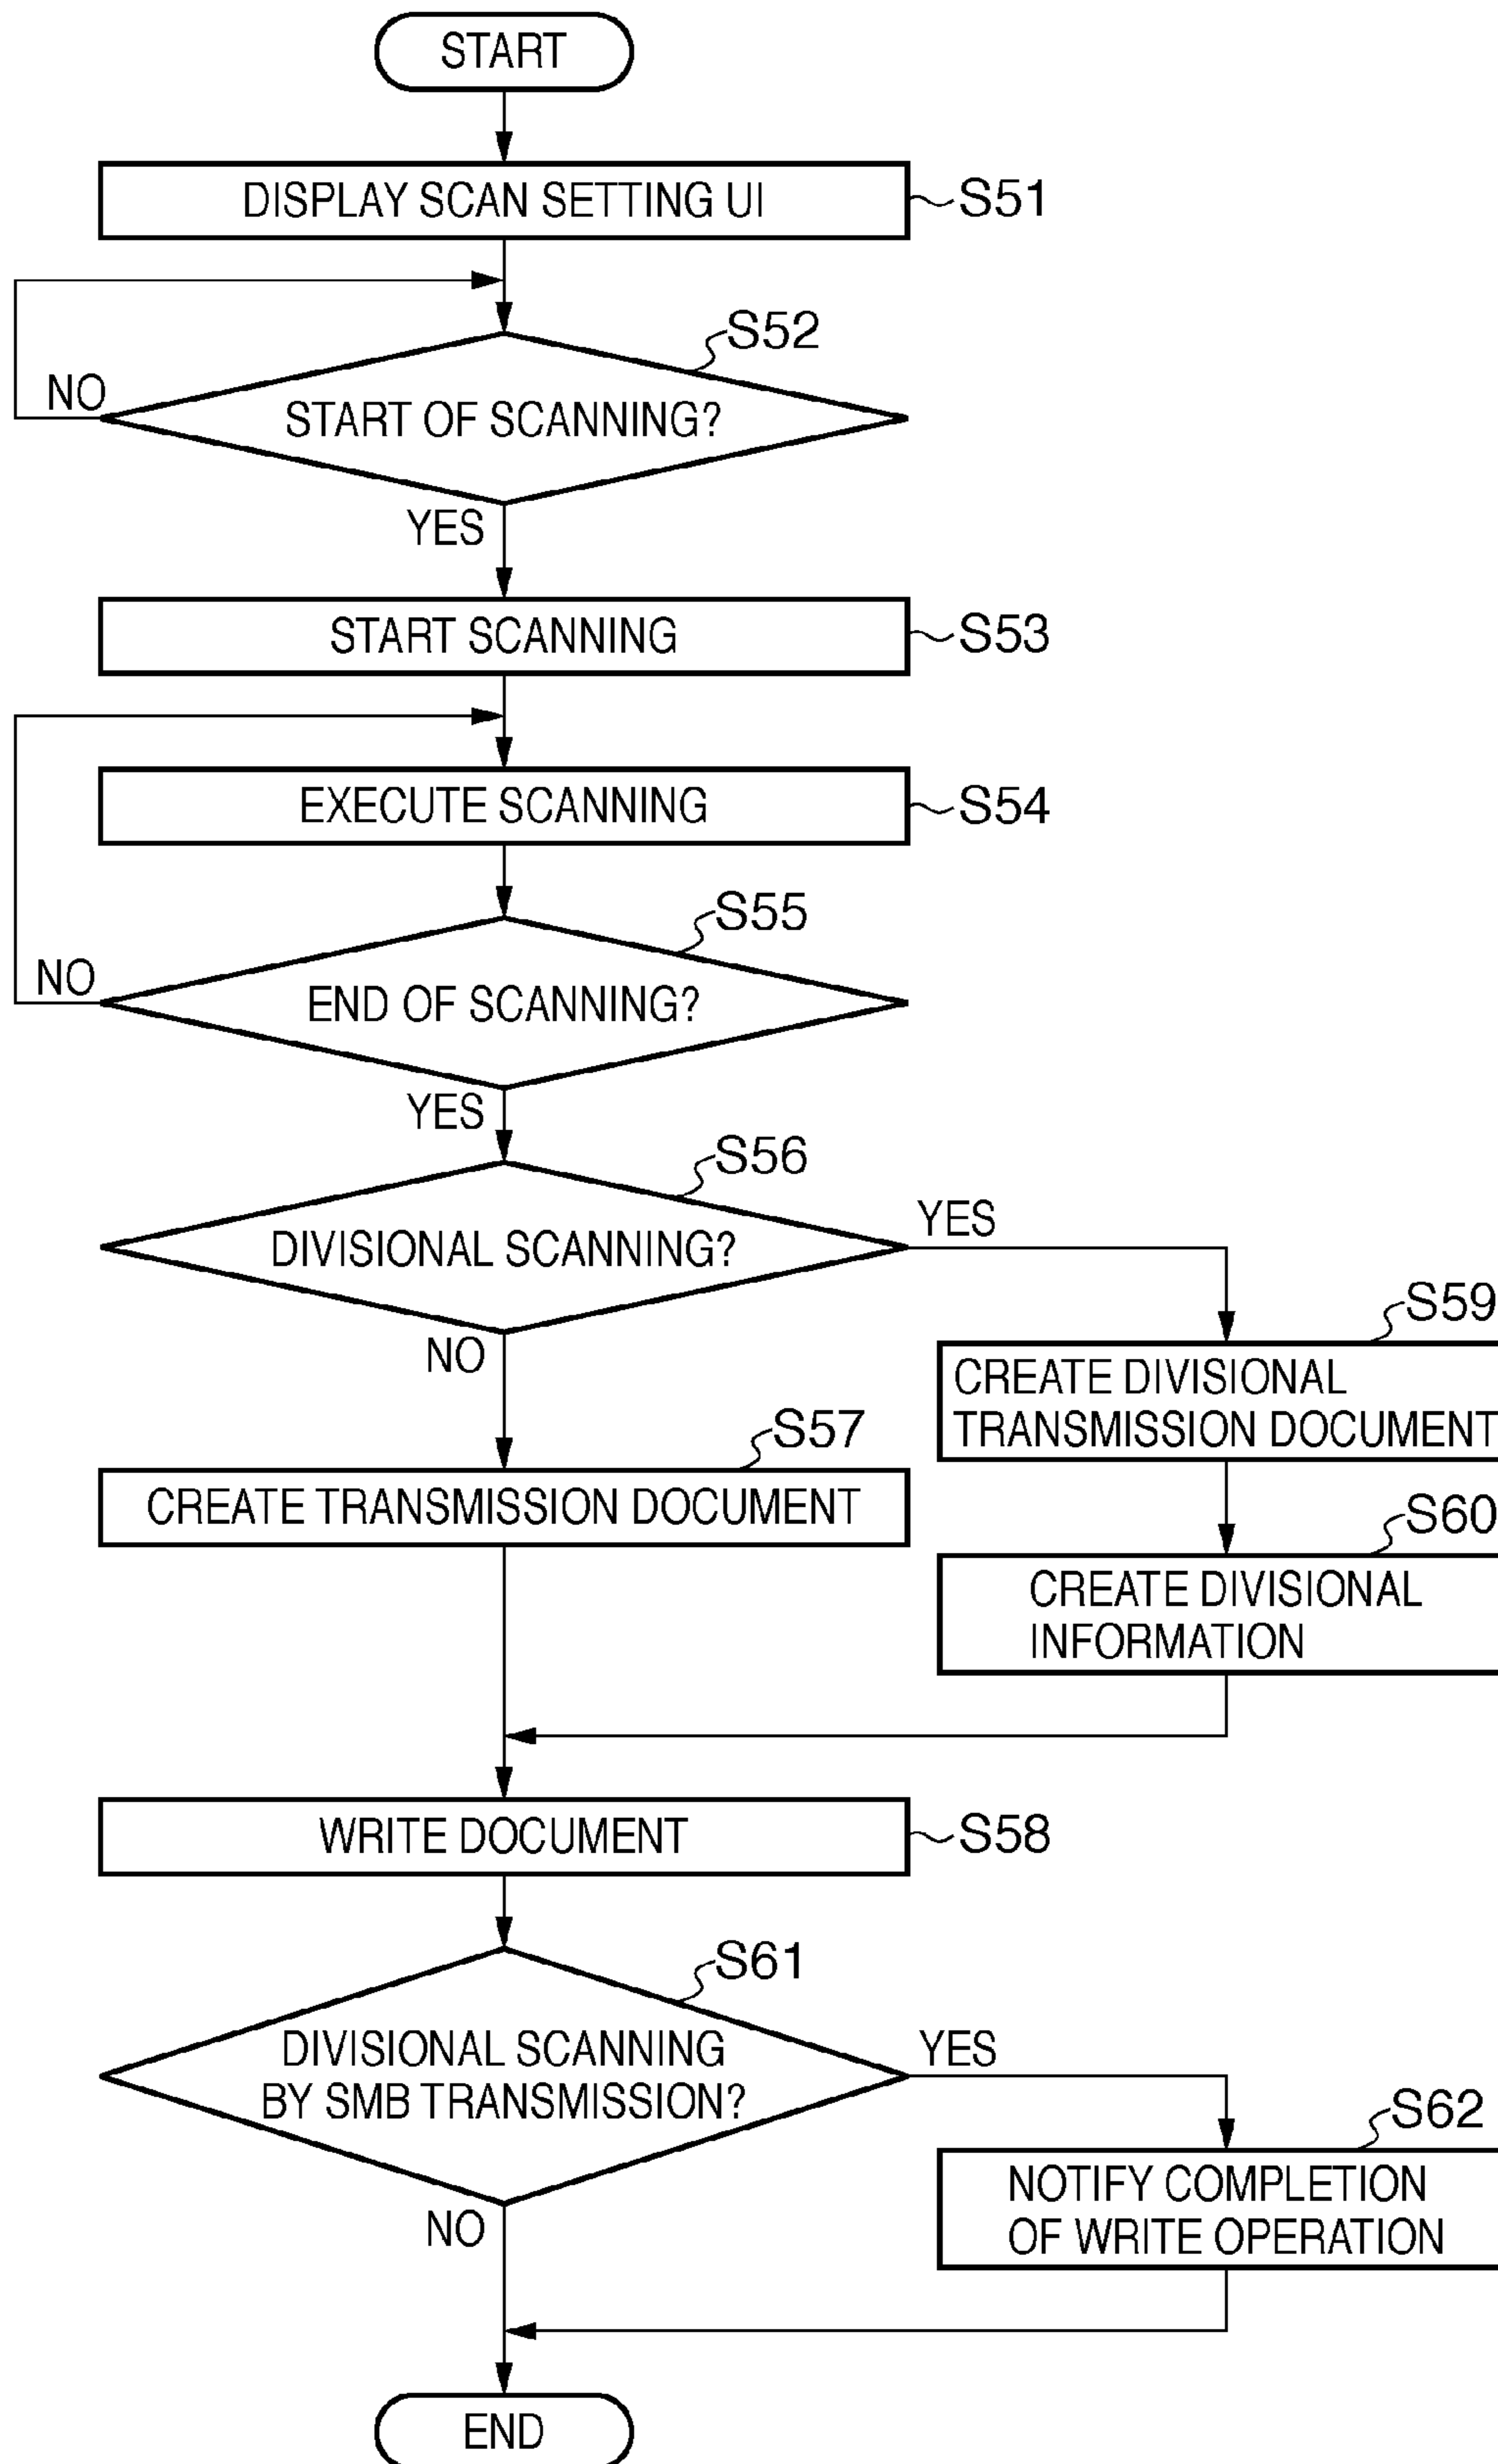 START
DISPLAY SCAN SETTING UI
S51
S52
NO
START OF SCANNING?
YES
START SCANNING
S53
EXECUTE SCANNING
S54
S55
NO
END OF SCANNING?
YES
S56
DIVISIONAL SCANNING?
YES
NO
S59
CREATE DIVISIONAL
TRANSMISSION DOCUMENT
S57
CREATE TRANSMISSION DOCUMENT
S60
CREATE DIVISIONAL
INFORMATION
WRITE DOCUMENT
S58
S61
DIVISIONAL SCANNING
BY SMB TRANSMISSION?
YES
NO
S62
NOTIFY COMPLETION
OF WRITE OPERATION
END